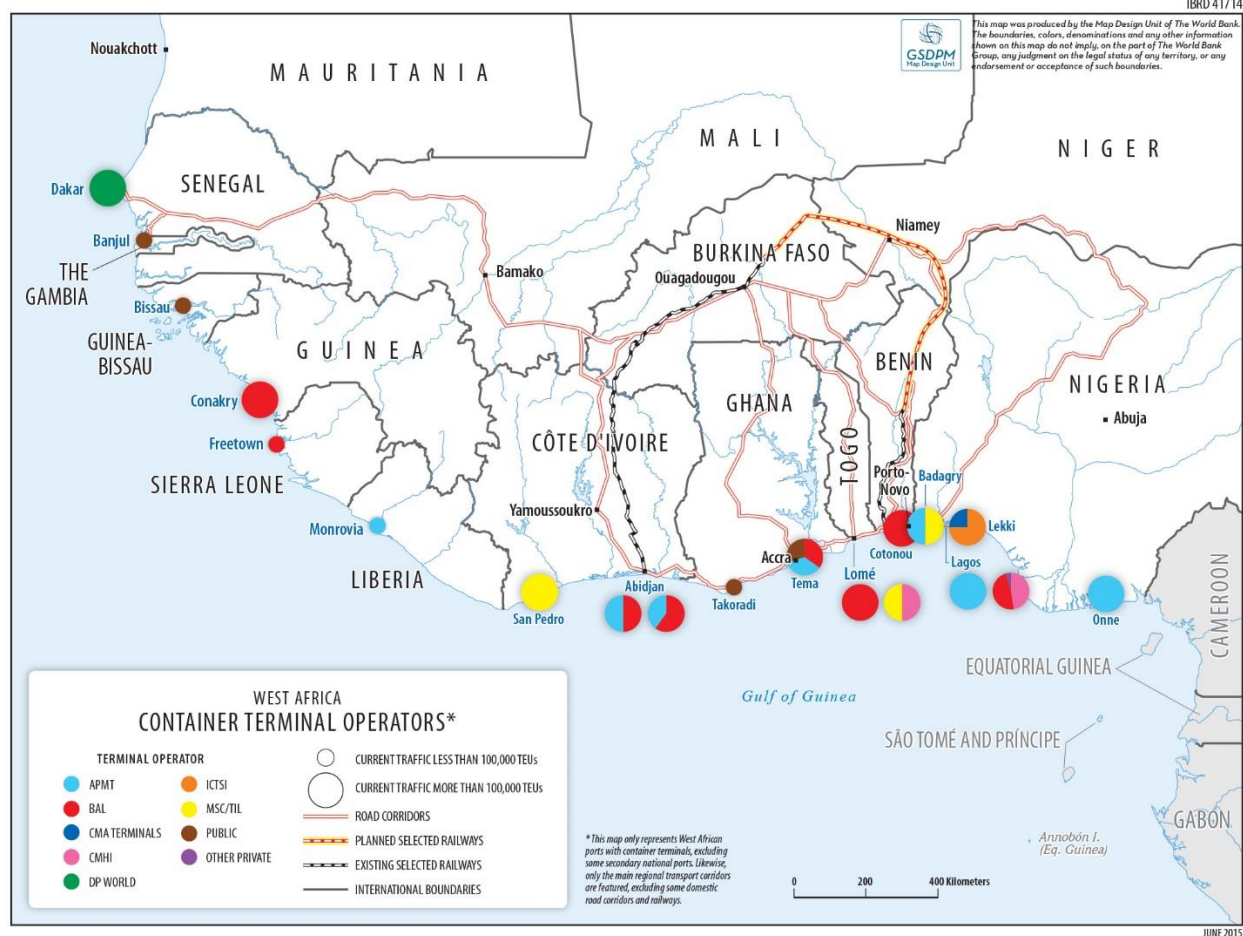 IBRD 41714
This map was produced by the Map Design Unit of The World Bank.
The boundaries, colors, denominations and any other information
shown on this map do not imply, on the part of The World Bank
Group, any judgment on the legal status of any territory, or any
endorsement or acceptance of such boundaries.
GSDPM
Map Design Unit
Nouakchott
MAURITANIA
MALI
NIGER
Dakar
SENEGAL
Banjul
THE
GAMBIA
Bissau
GUINEA-
BISSAU
Bamako
Niamey
BURKINA FASO
Ouagadougou
GUINEA
Conakry
Freetown
SIERRA LEONE
Monrovia
LIBERIA
CÔTE D'IVOIRE
Yamoussoukro
GHANA
TOGO
BENIN
NIGERIA
Abuja
Porto-
Novo
Badagry
Lekki
Cotonou
Lagos
Accra
Tema
Lomé
Abidjan
Takoradi
San Pedro
Onne
CAMEROON
EQUATORIAL GUINEA
Gulf of Guinea
SÃO TOMÉ AND PRÍNCIPE
GABON
Annobón I.
(Eq. Guinea)
WEST AFRICA
CONTAINER TERMINAL OPERATORS*
TERMINAL OPERATOR
APMT
BAL
CMA TERMINALS
CMHI
DP WORLD
ICTSI
MSC/TIL
PUBLIC
OTHER PRIVATE
CURRENT TRAFFIC LESS THAN 100,000 TEUs
CURRENT TRAFFIC MORE THAN 100,000 TEUs
ROAD CORRIDORS
PLANNED SELECTED RAILWAYS
EXISTING SELECTED RAILWAYS
INTERNATIONAL BOUNDARIES
*This map only represents West African
ports with container terminals, excluding
some secondary national ports. Likewise,
only the main regional transport corridors
are featured, excluding some domestic
road corridors and railways.
0 200 400 Kilometers
JUNE 2015